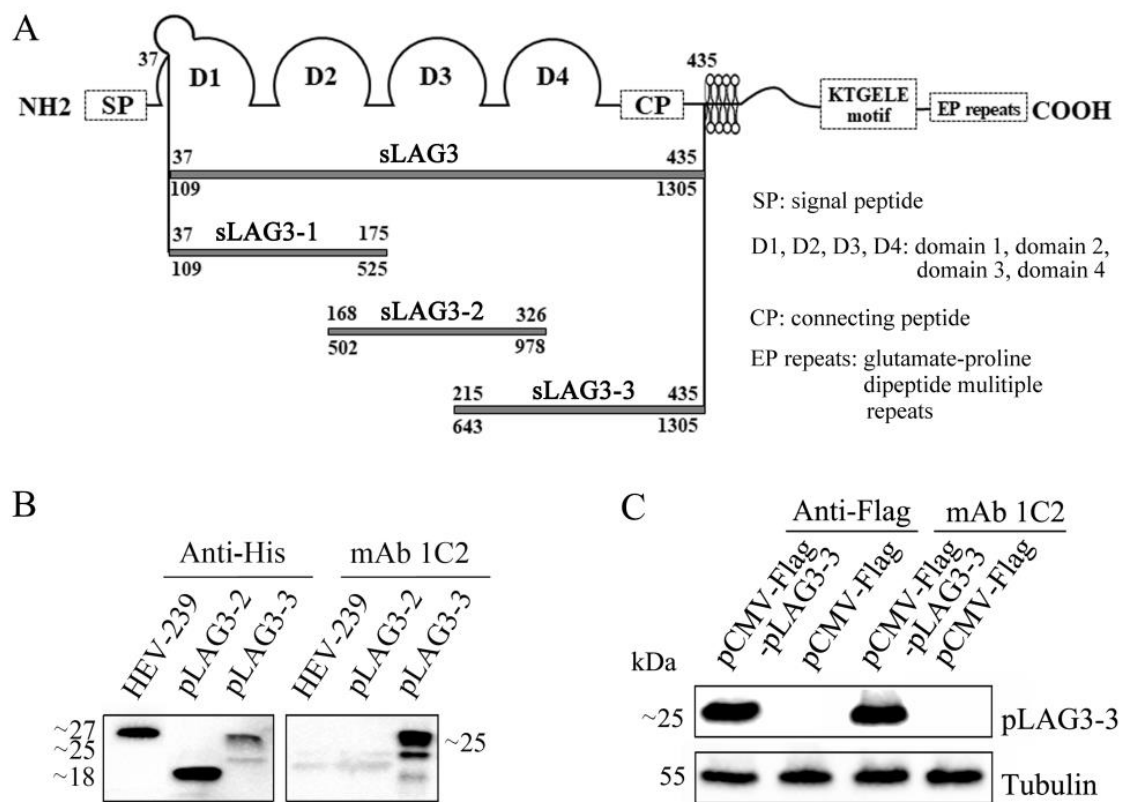 A
37
D1
D2
D3
D4
435
NH2
SP
CP
KTGELE
motif
EP repeats
COOH
37 sLAG3 435
109 1305
37 sLAG3-1 175
109 525
168 sLAG3-2 326
502 978
215 sLAG3-3 435
643 1305
SP: signal peptide
D1, D2, D3, D4: domain 1, domain 2,
domain 3, domain 4
CP: connecting peptide
EP repeats: glutamate-proline
dipeptide mulitiple
repeats
B
Anti-His
mAb 1C2
HEV-239
pLAG3-2
pLAG3-3
HEV-239
pLAG3-2
pLAG3-3
~27
~25
~18
~25
C
Anti-Flag
mAb 1C2
pCMV-Flag
-pLAG3-3
pCMV-Flag
pCMV-Flag
-pLAG3-3
pCMV-Flag
kDa
~25
pLAG3-3
55
Tubulin